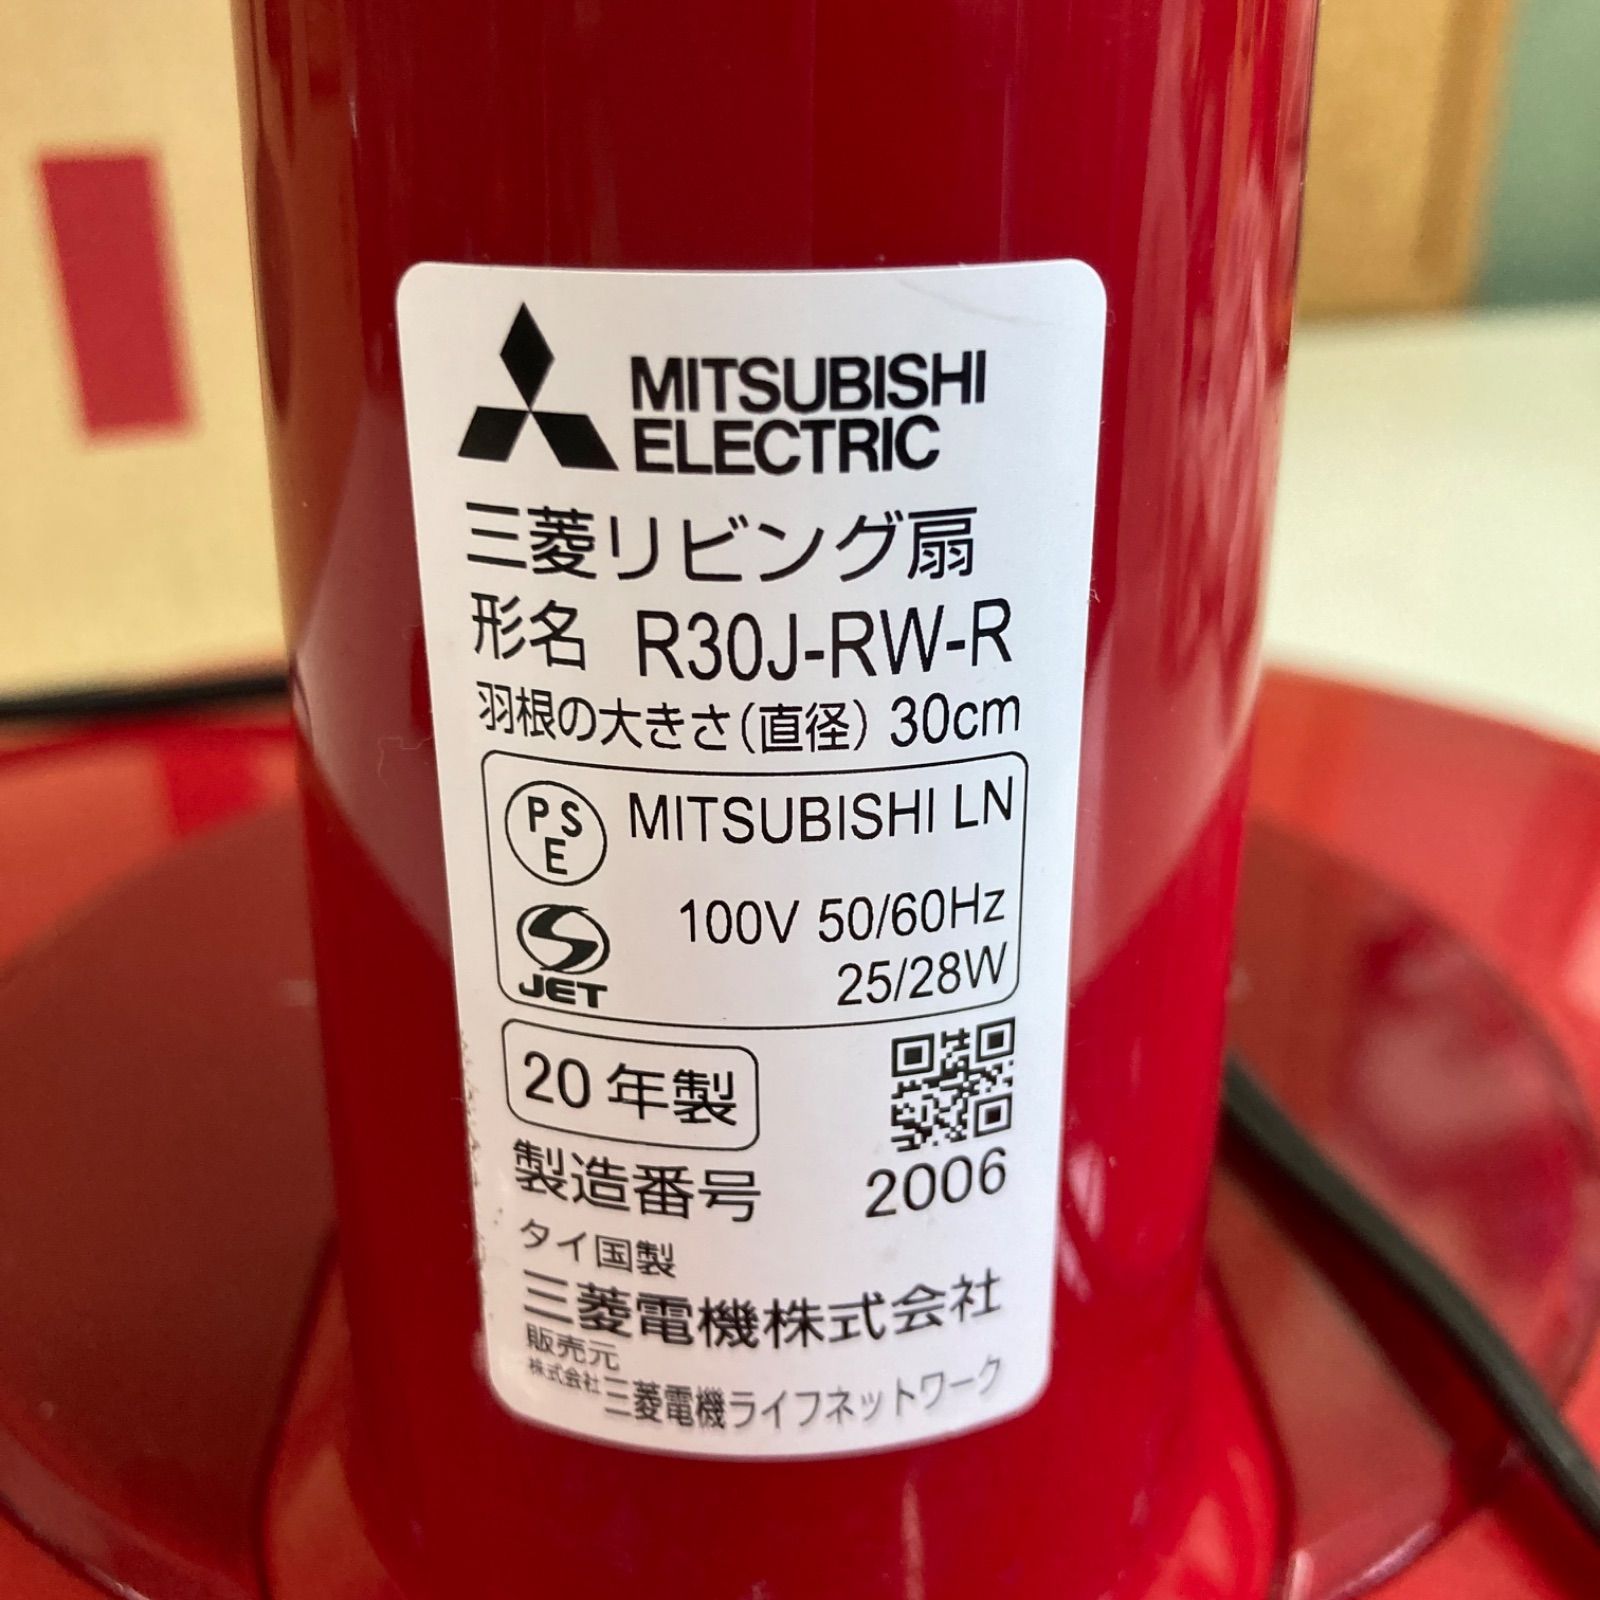 MITSUBISHI
ELECTRIC
三菱リビング扇
形名 R30J-RW-R
羽根の大きさ(直径) 30cm
PSE MITSUBISHI LN
JET
100V 50/60Hz
25/28W
20 年製
製造番号 2006
タイ国製
三菱電機株式会社
販売元
株式会社三菱電機ライフネットワーク